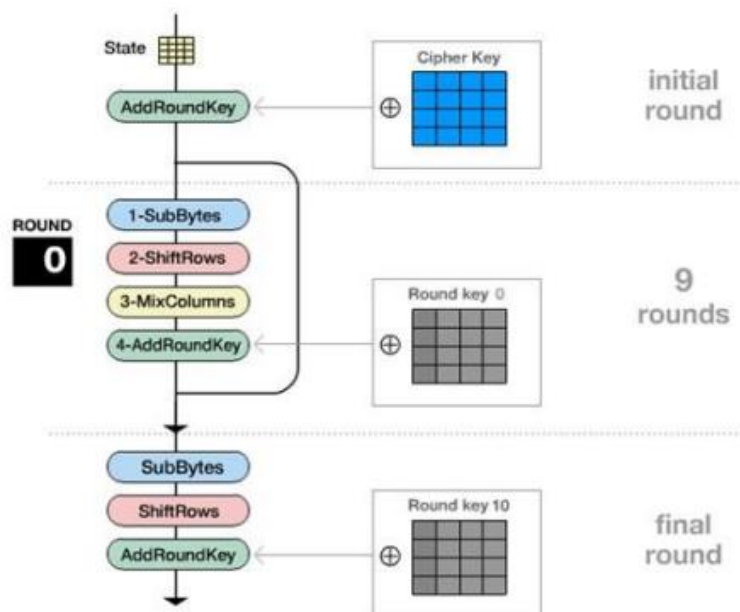 State
Cipher Key
AddRoundKey
⊕
initial
round
ROUND
0
1-SubBytes
2-ShiftRows
3-MixColumns
4-AddRoundKey
Round key 0
⊕
9
rounds
SubBytes
ShiftRows
AddRoundKey
Round key 10
⊕
final
round